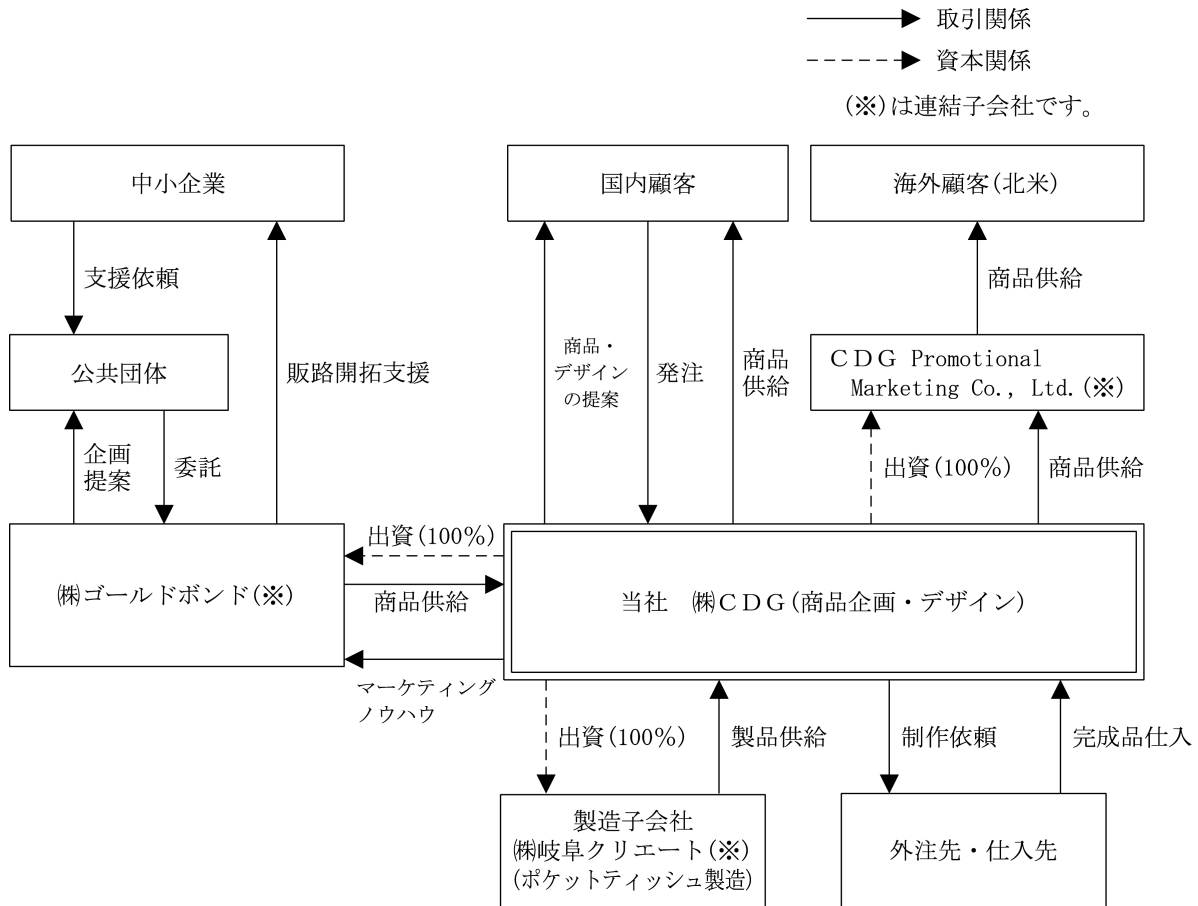 取引関係
資本関係
(※)は連結子会社です。
中小企業
国内顧客
海外顧客(北米)
支援依頼
商品供給
公共団体
販路開拓支援
商品・
デザイン
の提案
発注
商品
供給
ＣＤＧ Promotional
Marketing Co., Ltd.(※)
企画
提案
委託
出資(100％)
商品供給
出資(100％)
㈱ゴールドボンド(※)
商品供給
当社　㈱ＣＤＧ(商品企画・デザイン)
マーケティング
ノウハウ
出資(100％)
製品供給
制作依頼
完成品仕入
製造子会社
㈱岐阜クリエート(※)
(ポケットティッシュ製造)
外注先・仕入先